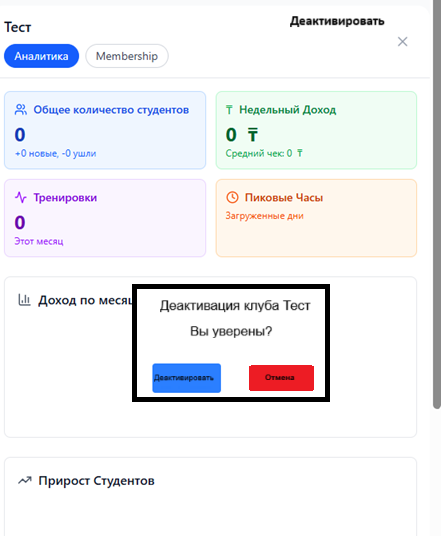 Тест
Деактивировать
Аналитика
Membership
Общее количество студентов
0
+0 новые, -0 ушли
₸ Недельный Доход
0 ₸
Средний чек: 0 ₸
Тренировки
0
Этот месяц
Пиковые Часы
Загруженные дни
Доход по меся
Деактивация клуба Тест
Вы уверены?
Деактивировать
Отмена
Прирост Студентов